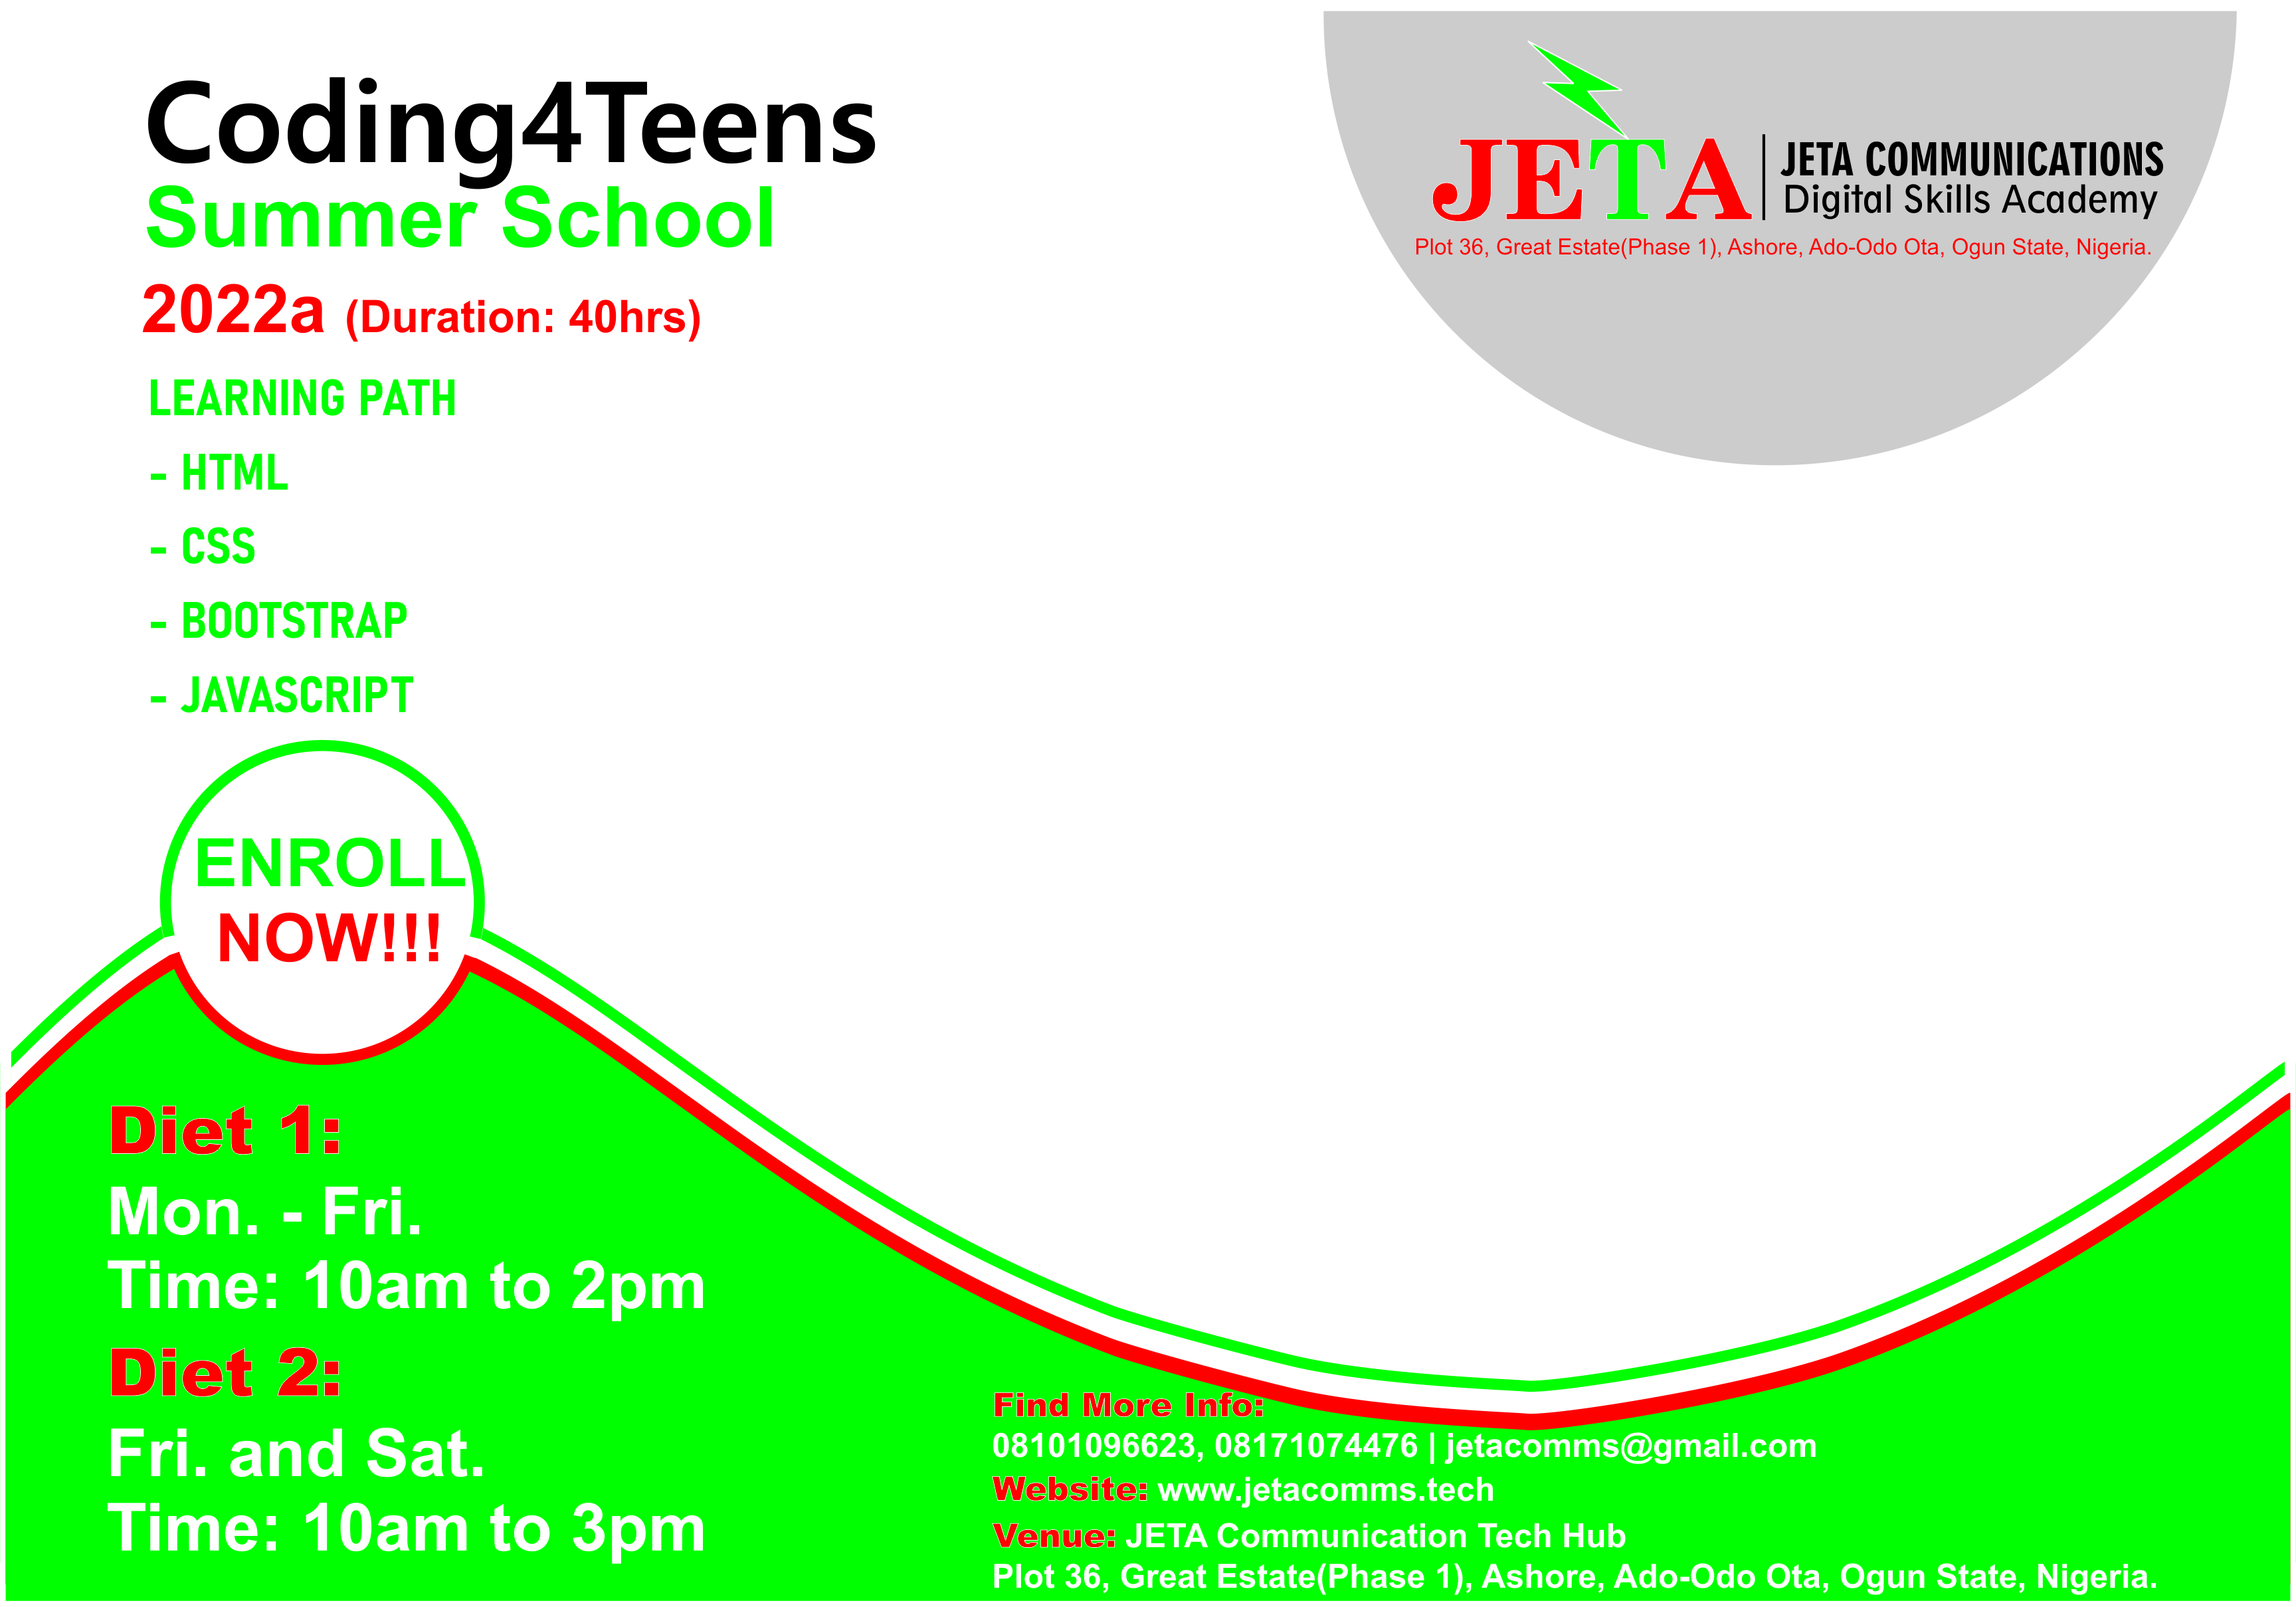 Coding4Teens
Summer School
2022a (Duration: 40hrs)
LEARNING PATH
- HTML
- CSS
- BOOTSTRAP
- JAVASCRIPT
ENROLL
NOW!!!
JETA
JETA COMMUNICATIONS
Digital Skills Academy
Plot 36, Great Estate(Phase 1), Ashore, Ado-Odo Ota, Ogun State, Nigeria.
Diet 1:
Mon. - Fri.
Time: 10am to 2pm
Diet 2:
Fri. and Sat.
Time: 10am to 3pm
Find More Info:
08101096623, 08171074476 | jetacomms@gmail.com
Website: www.jetacomms.tech
Venue: JETA Communication Tech Hub
Plot 36, Great Estate(Phase 1), Ashore, Ado-Odo Ota, Ogun State, Nigeria.